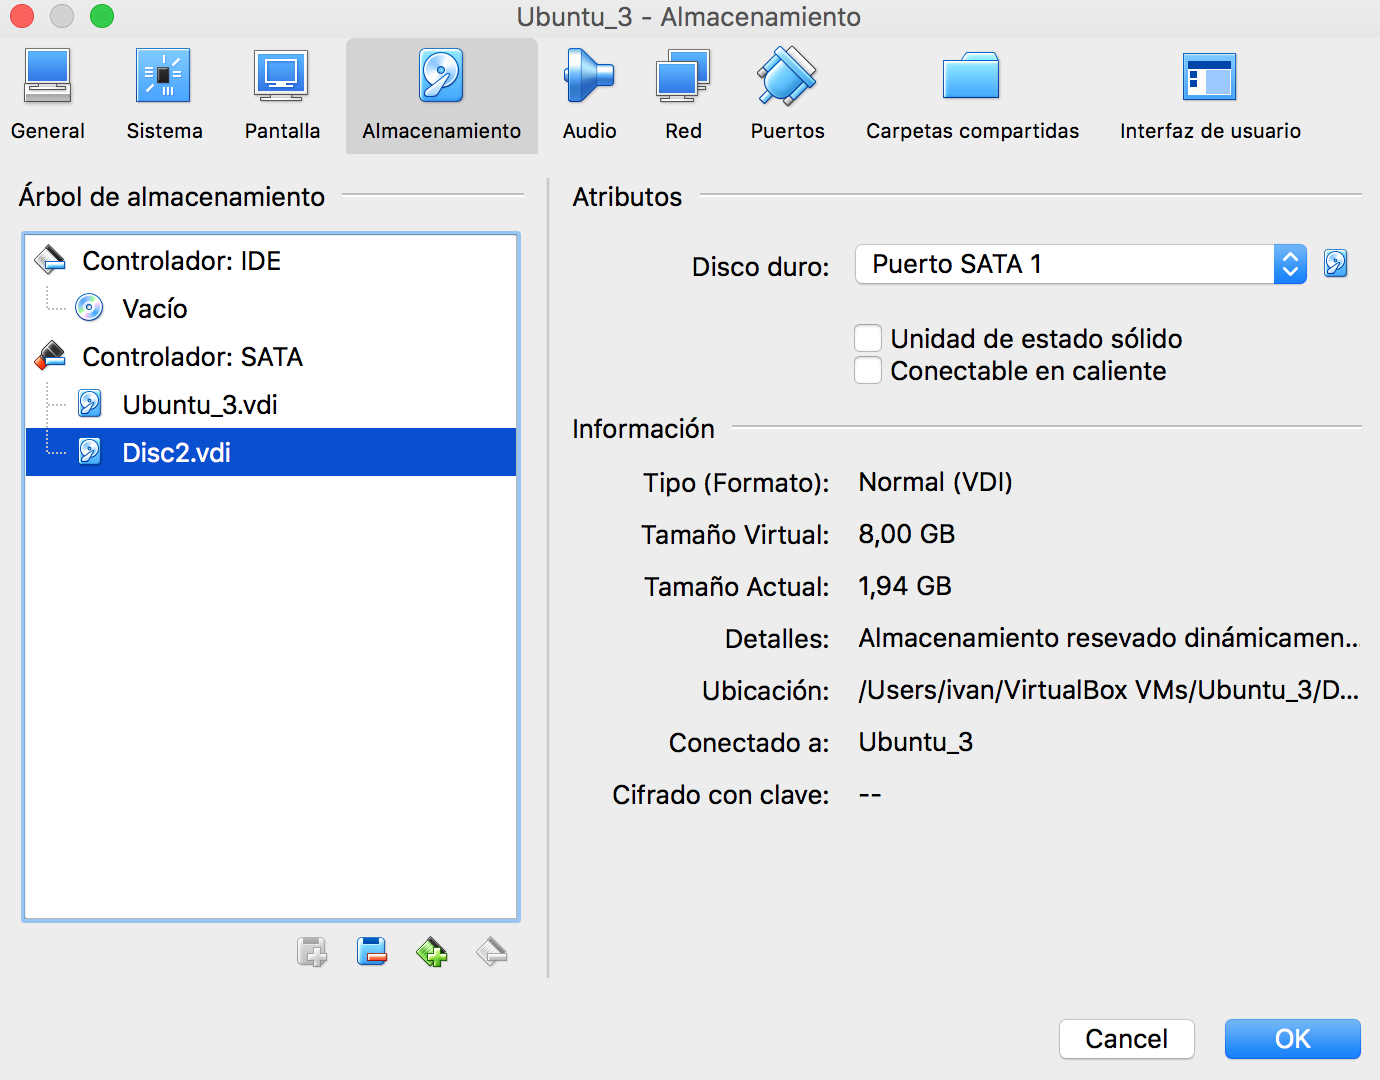 Ubuntu_3 - Almacenamiento
General
Sistema
Pantalla
Almacenamiento
Audio
Red
Puertos
Carpetas compartidas
Interfaz de usuario
Árbol de almacenamiento
Controlador: IDE
Vacío
Controlador: SATA
Ubuntu_3.vdi
Disc2.vdi
Atributos
Disco duro: Puerto SATA 1
Unidad de estado sólido
Conectable en caliente
Información
Tipo (Formato): Normal (VDI)
Tamaño Virtual: 8,00 GB
Tamaño Actual: 1,94 GB
Detalles: Almacenamiento resevado dinámicamen...
Ubicación: /Users/ivan/VirtualBox VMs/Ubuntu_3/D...
Conectado a: Ubuntu_3
Cifrado con clave: --
Cancel
OK